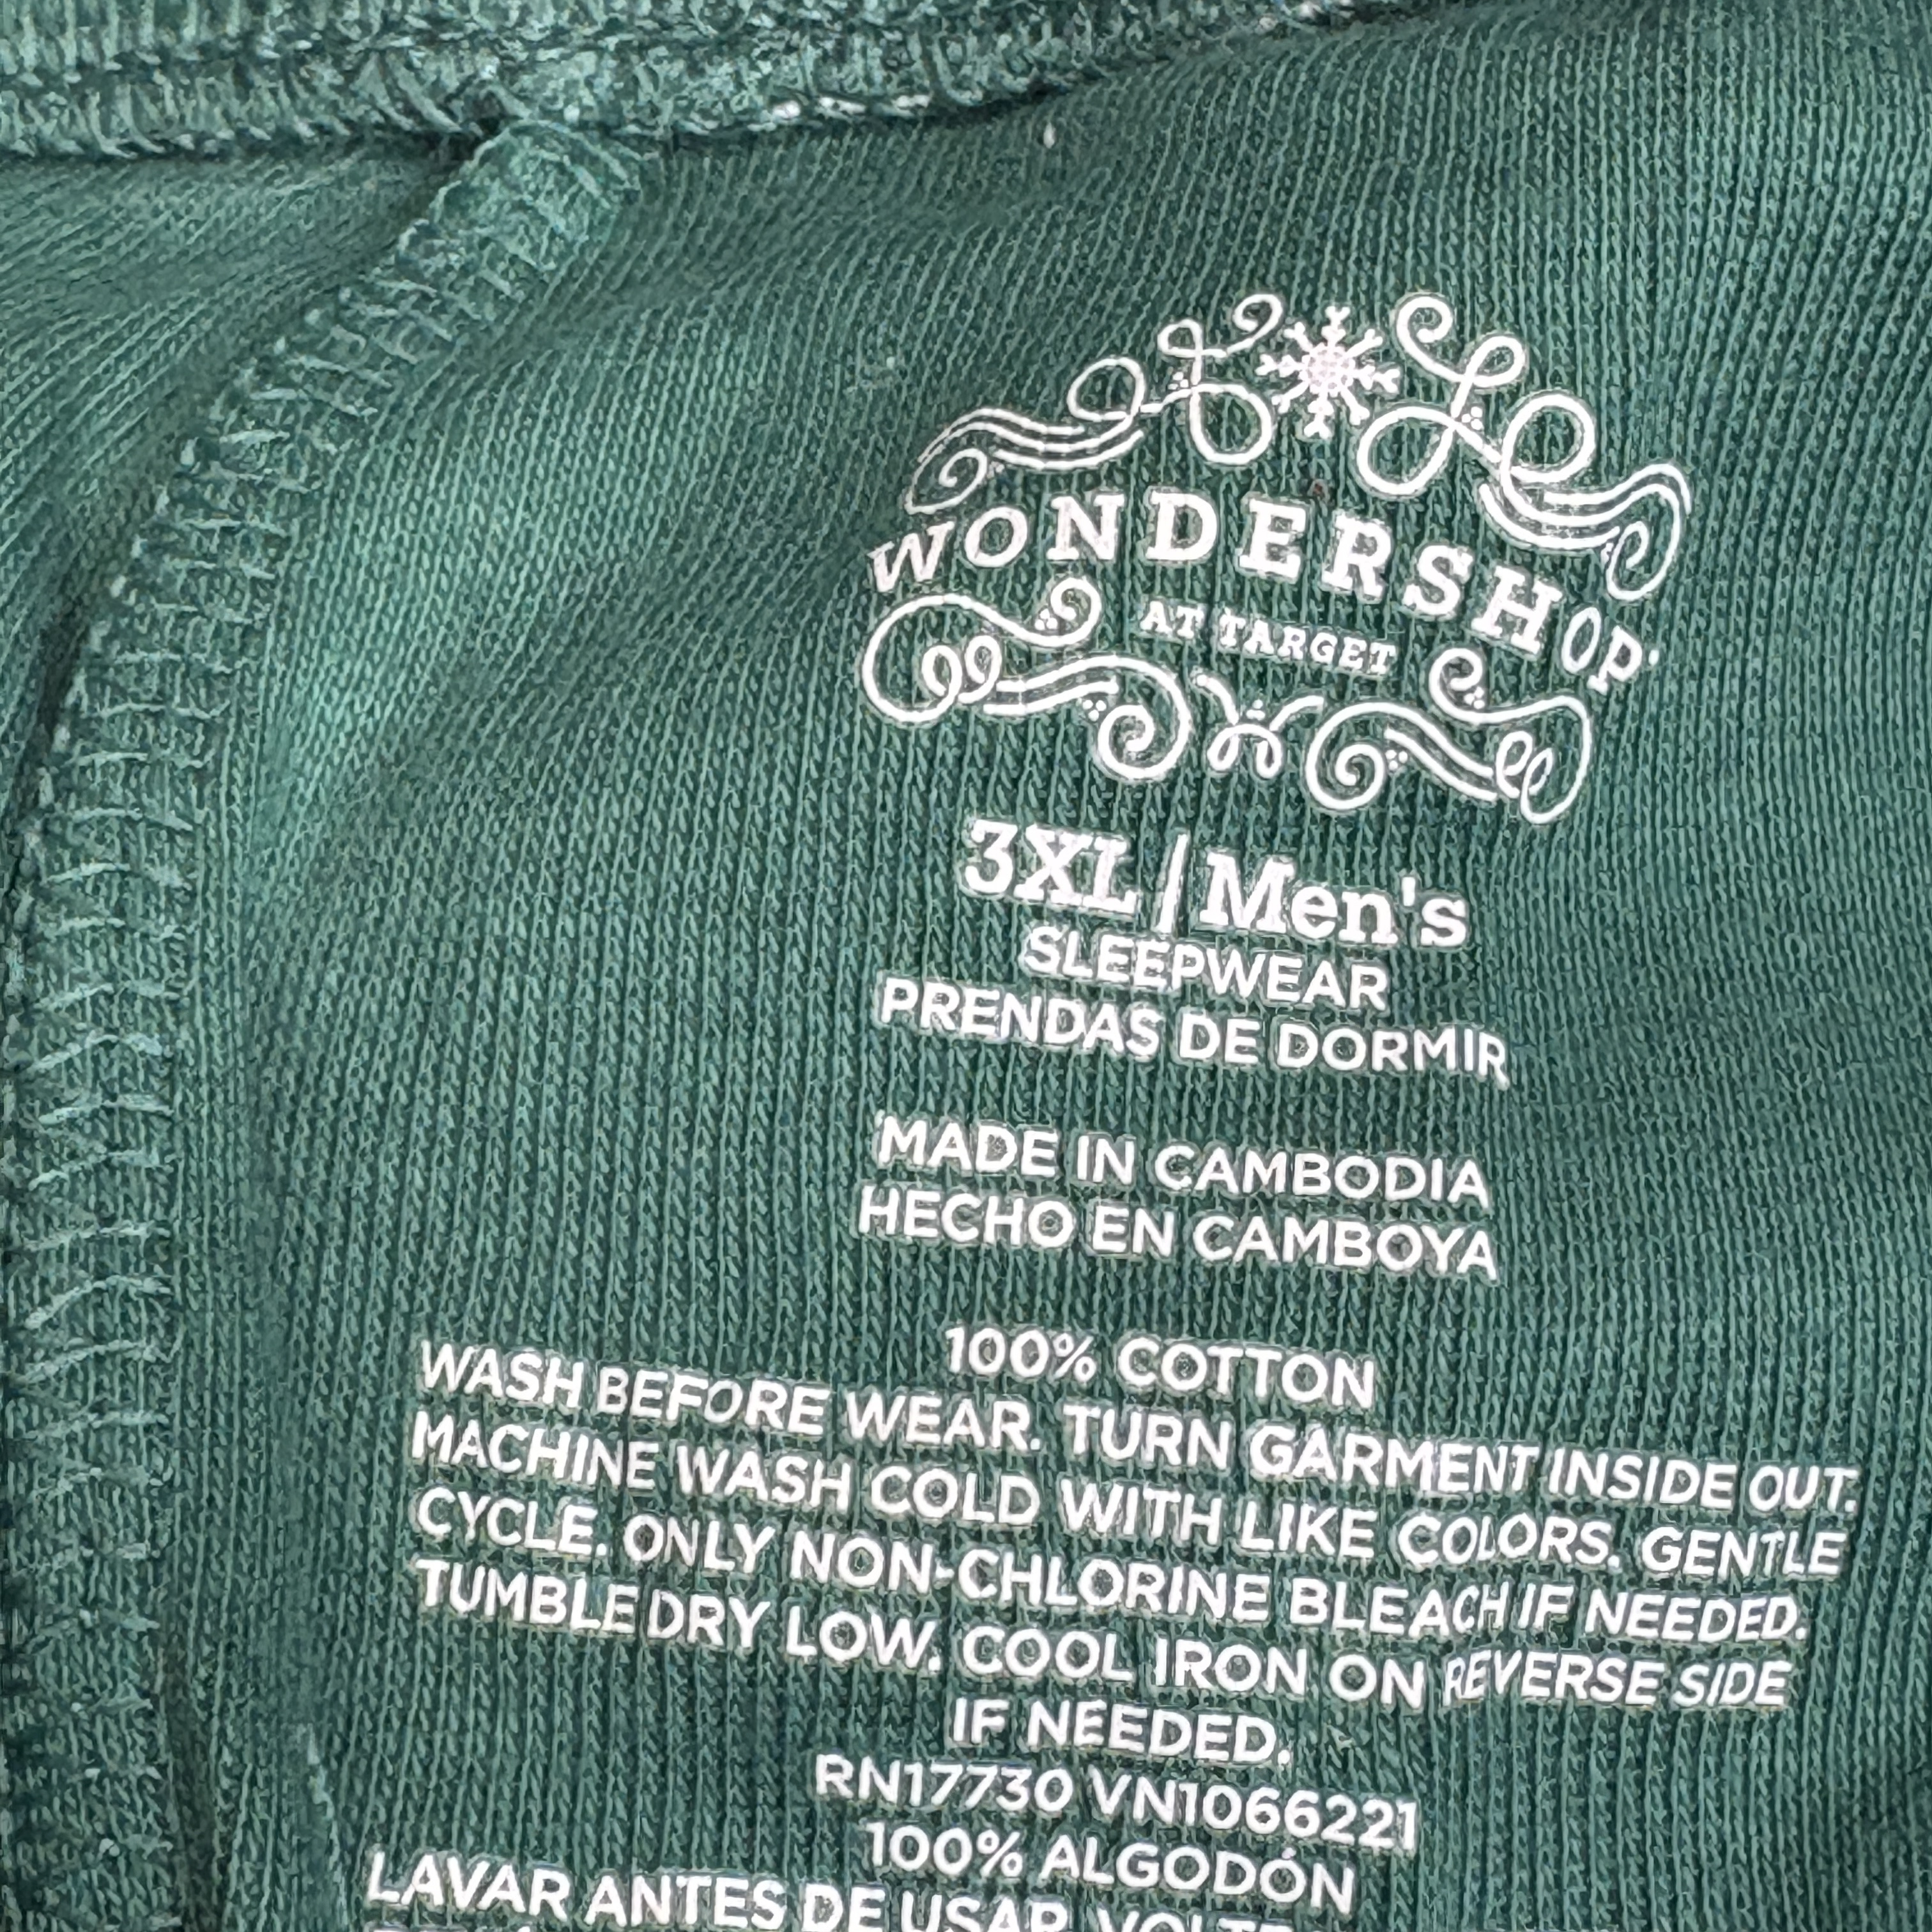 WONDERSHOP
AT TARGET
3XL | Men's
SLEEPWEAR
PRENDAS DE DORMIR
MADE IN CAMBODIA
HECHO EN CAMBOYA
100% COTTON
WASH BEFORE WEAR. TURN GARMENT INSIDE OUT.
MACHINE WASH COLD WITH LIKE COLORS. GENTLE
CYCLE. ONLY NON-CHLORINE BLEACH IF NEEDED.
TUMBLE DRY LOW. COOL IRON ON REVERSE SIDE
IF NEEDED.
RN17730 VN1066221
100% ALGODÓN
LAVAR ANTES DE USAR.